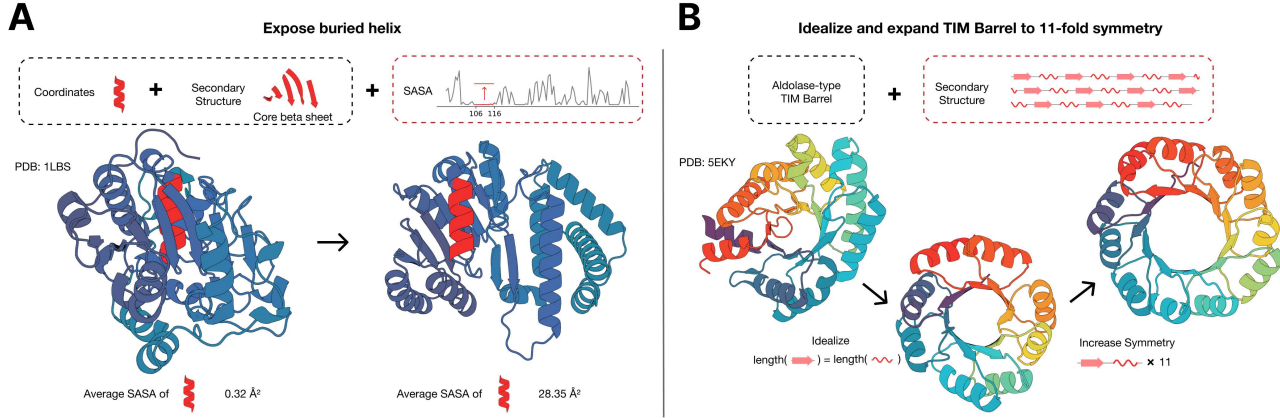 A
Expose buried helix
Coordinates
+
Secondary
Structure
Core beta sheet
+
SASA
106 116
PDB: 1LBS
Average SASA of
0.32 Å²
Average SASA of
28.35 Å²
B
Idealize and expand TIM Barrel to 11-fold symmetry
Aldolase-type
TIM Barrel
+
Secondary
Structure
PDB: 5EKY
Idealize
length( ) = length( )
Increase Symmetry
× 11